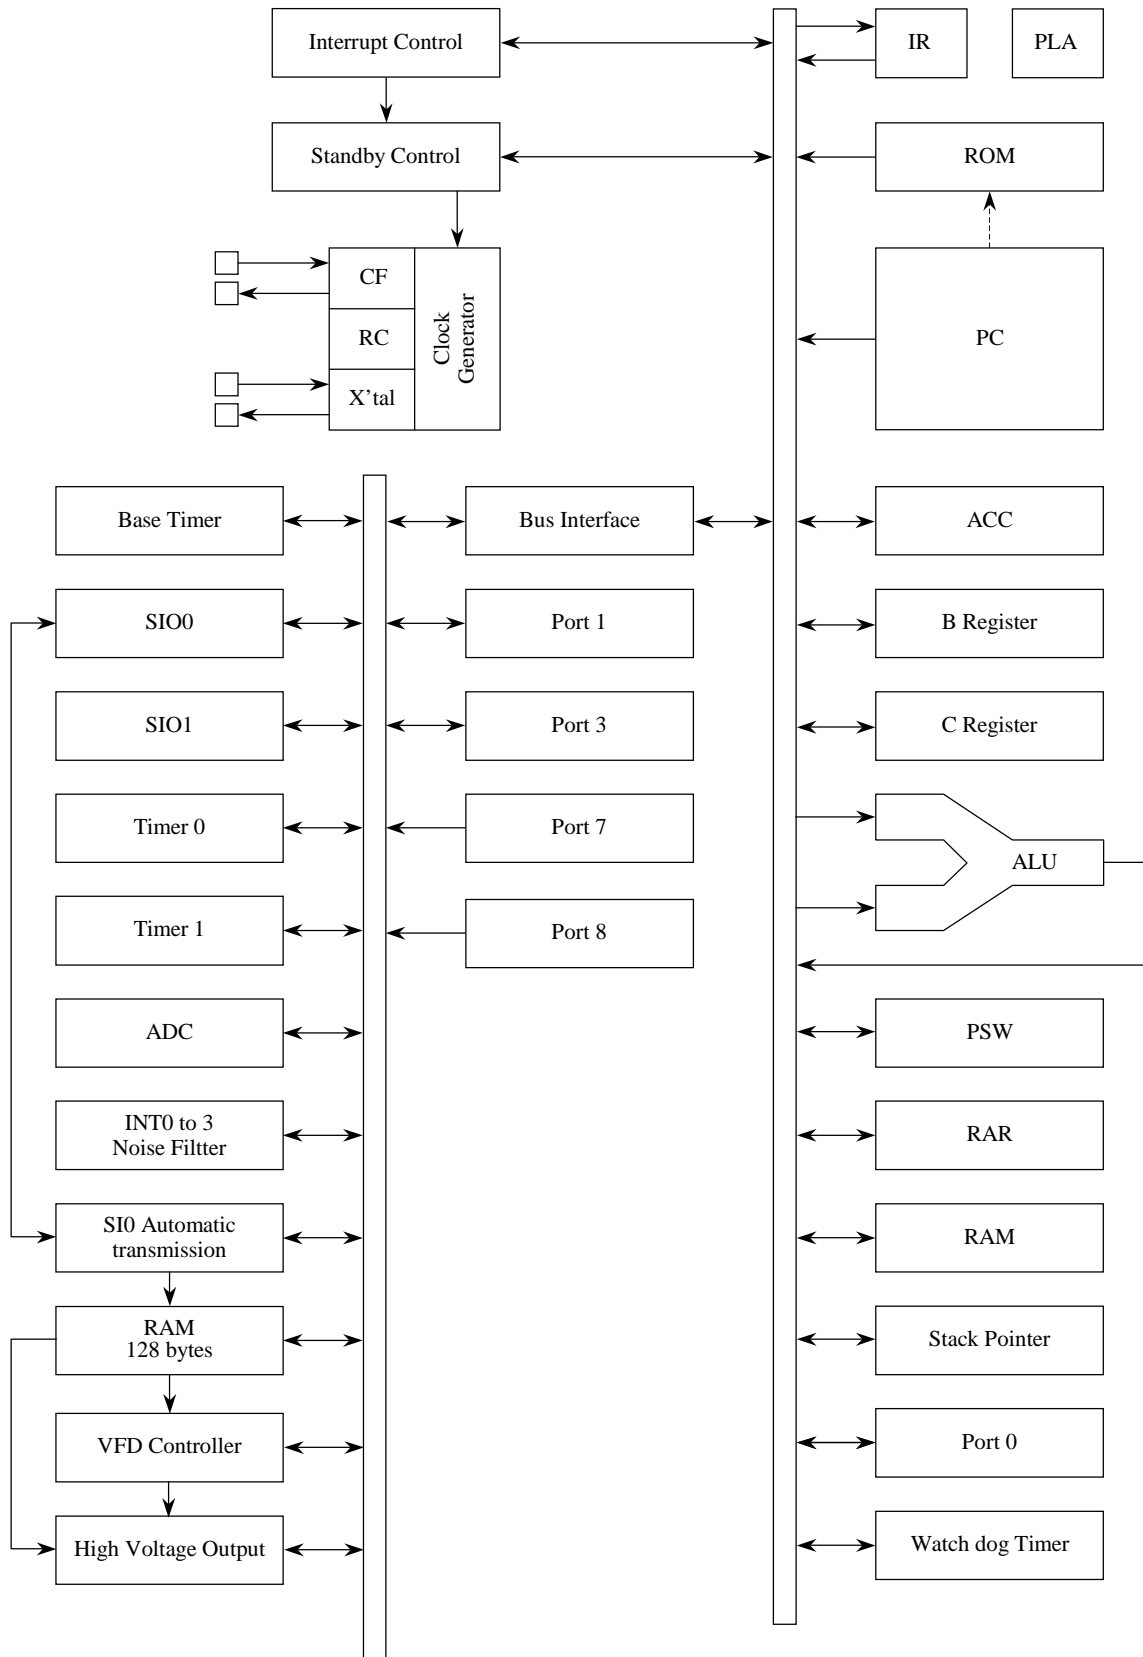 Interrupt Control
IR
PLA
Standby Control
ROM
CF
RC
X'tal
Clock
Generator
PC
Base Timer
Bus Interface
ACC
SIO0
Port 1
B Register
SIO1
Port 3
C Register
Timer 0
Port 7
ALU
Timer 1
Port 8
ADC
PSW
INT0 to 3
Noise Filtter
RAR
SI0 Automatic
transmission
RAM
RAM
128 bytes
Stack Pointer
VFD Controller
Port 0
High Voltage Output
Watch dog Timer